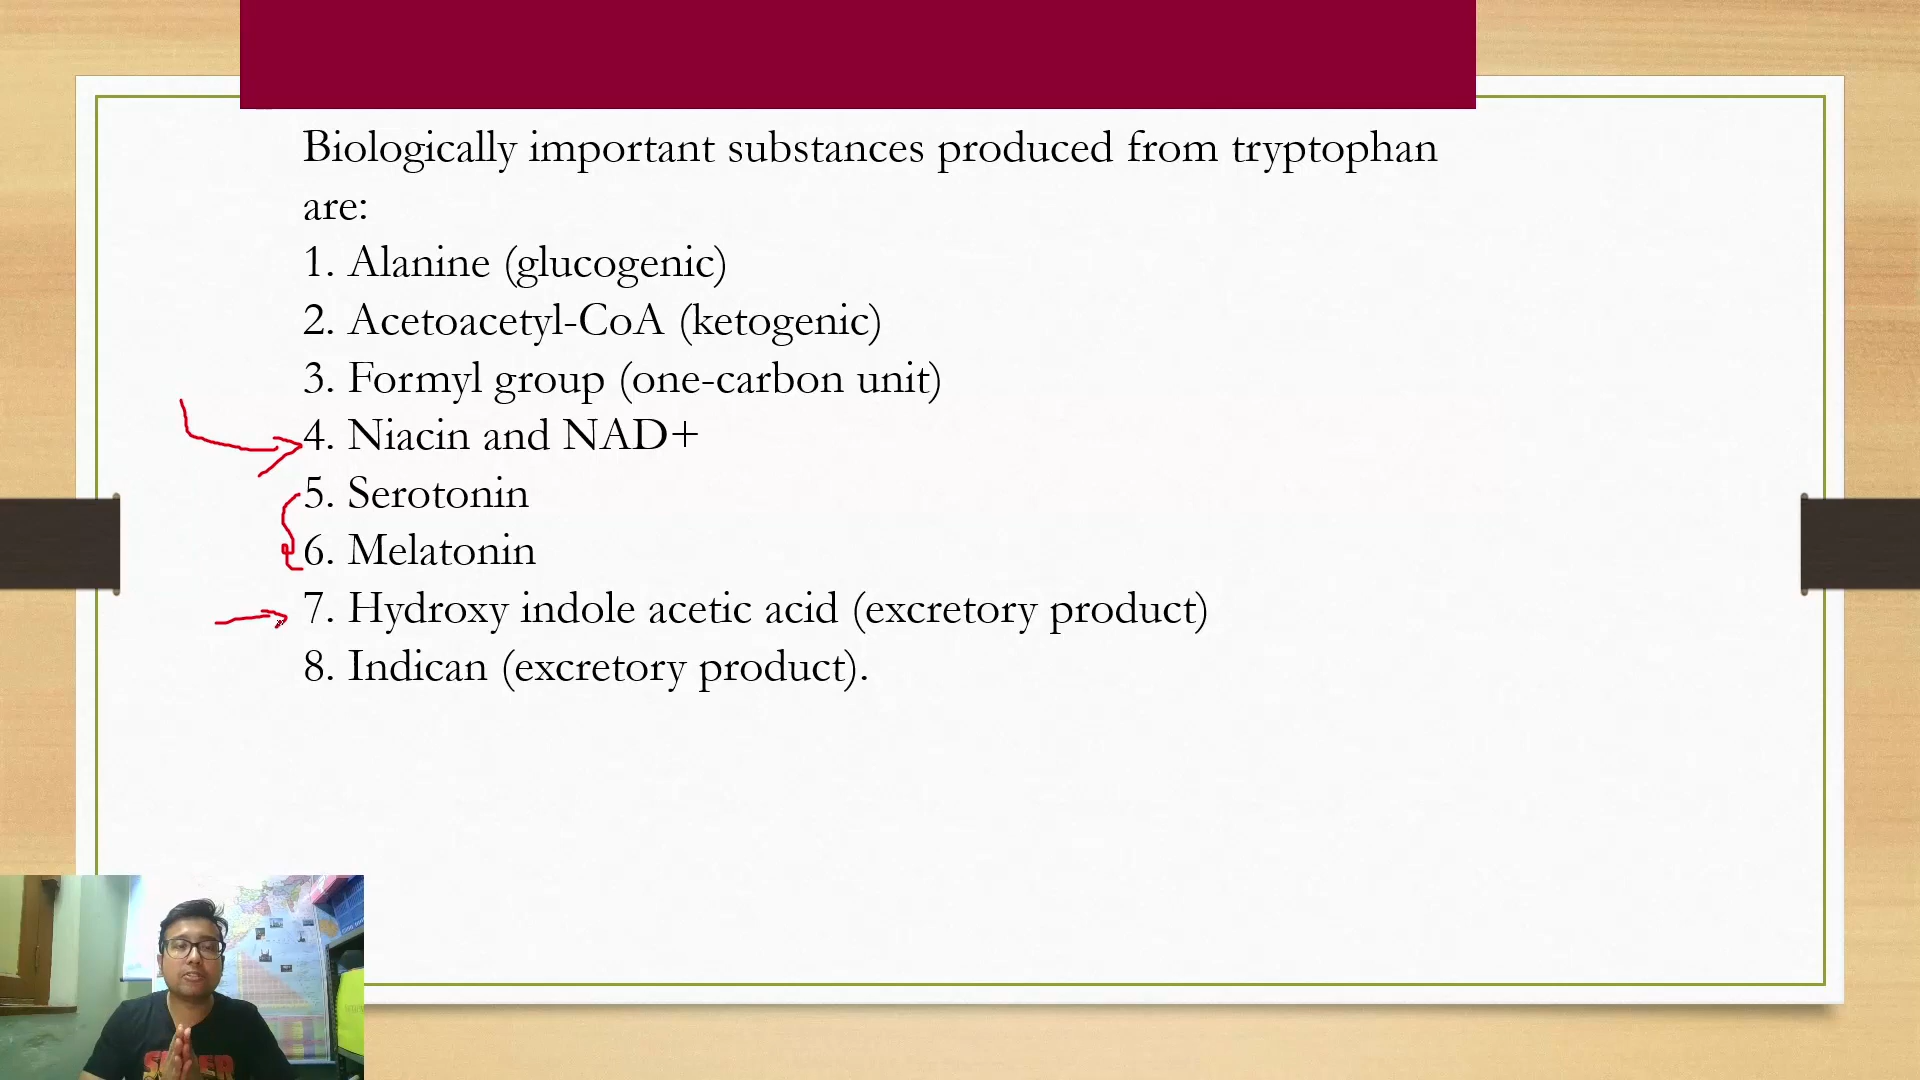 Biologically important substances produced from tryptophan
are:
1. Alanine (glucogenic)
2. Acetoacetyl-CoA (ketogenic)
3. Formyl group (one-carbon unit)
4. Niacin and NAD+
5. Serotonin
6. Melatonin
7. Hydroxy indole acetic acid (excretory product)
8. Indican (excretory product).